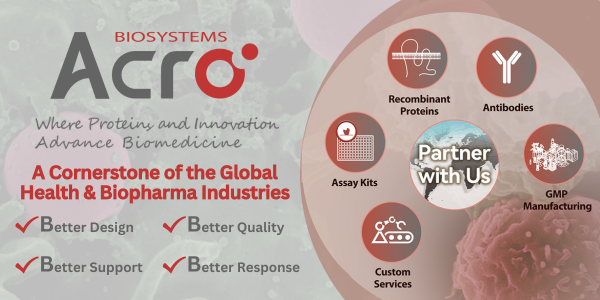 BIOSYSTEMS
Acro
Where Proteins and Innovation
Advance Biomedicine
A Cornerstone of the Global
Health & Biopharma Industries
Better Design
Better Quality
Better Support
Better Response
Recombinant
Proteins
Antibodies
Assay Kits
Partner
with Us
GMP
Manufacturing
Custom
Services